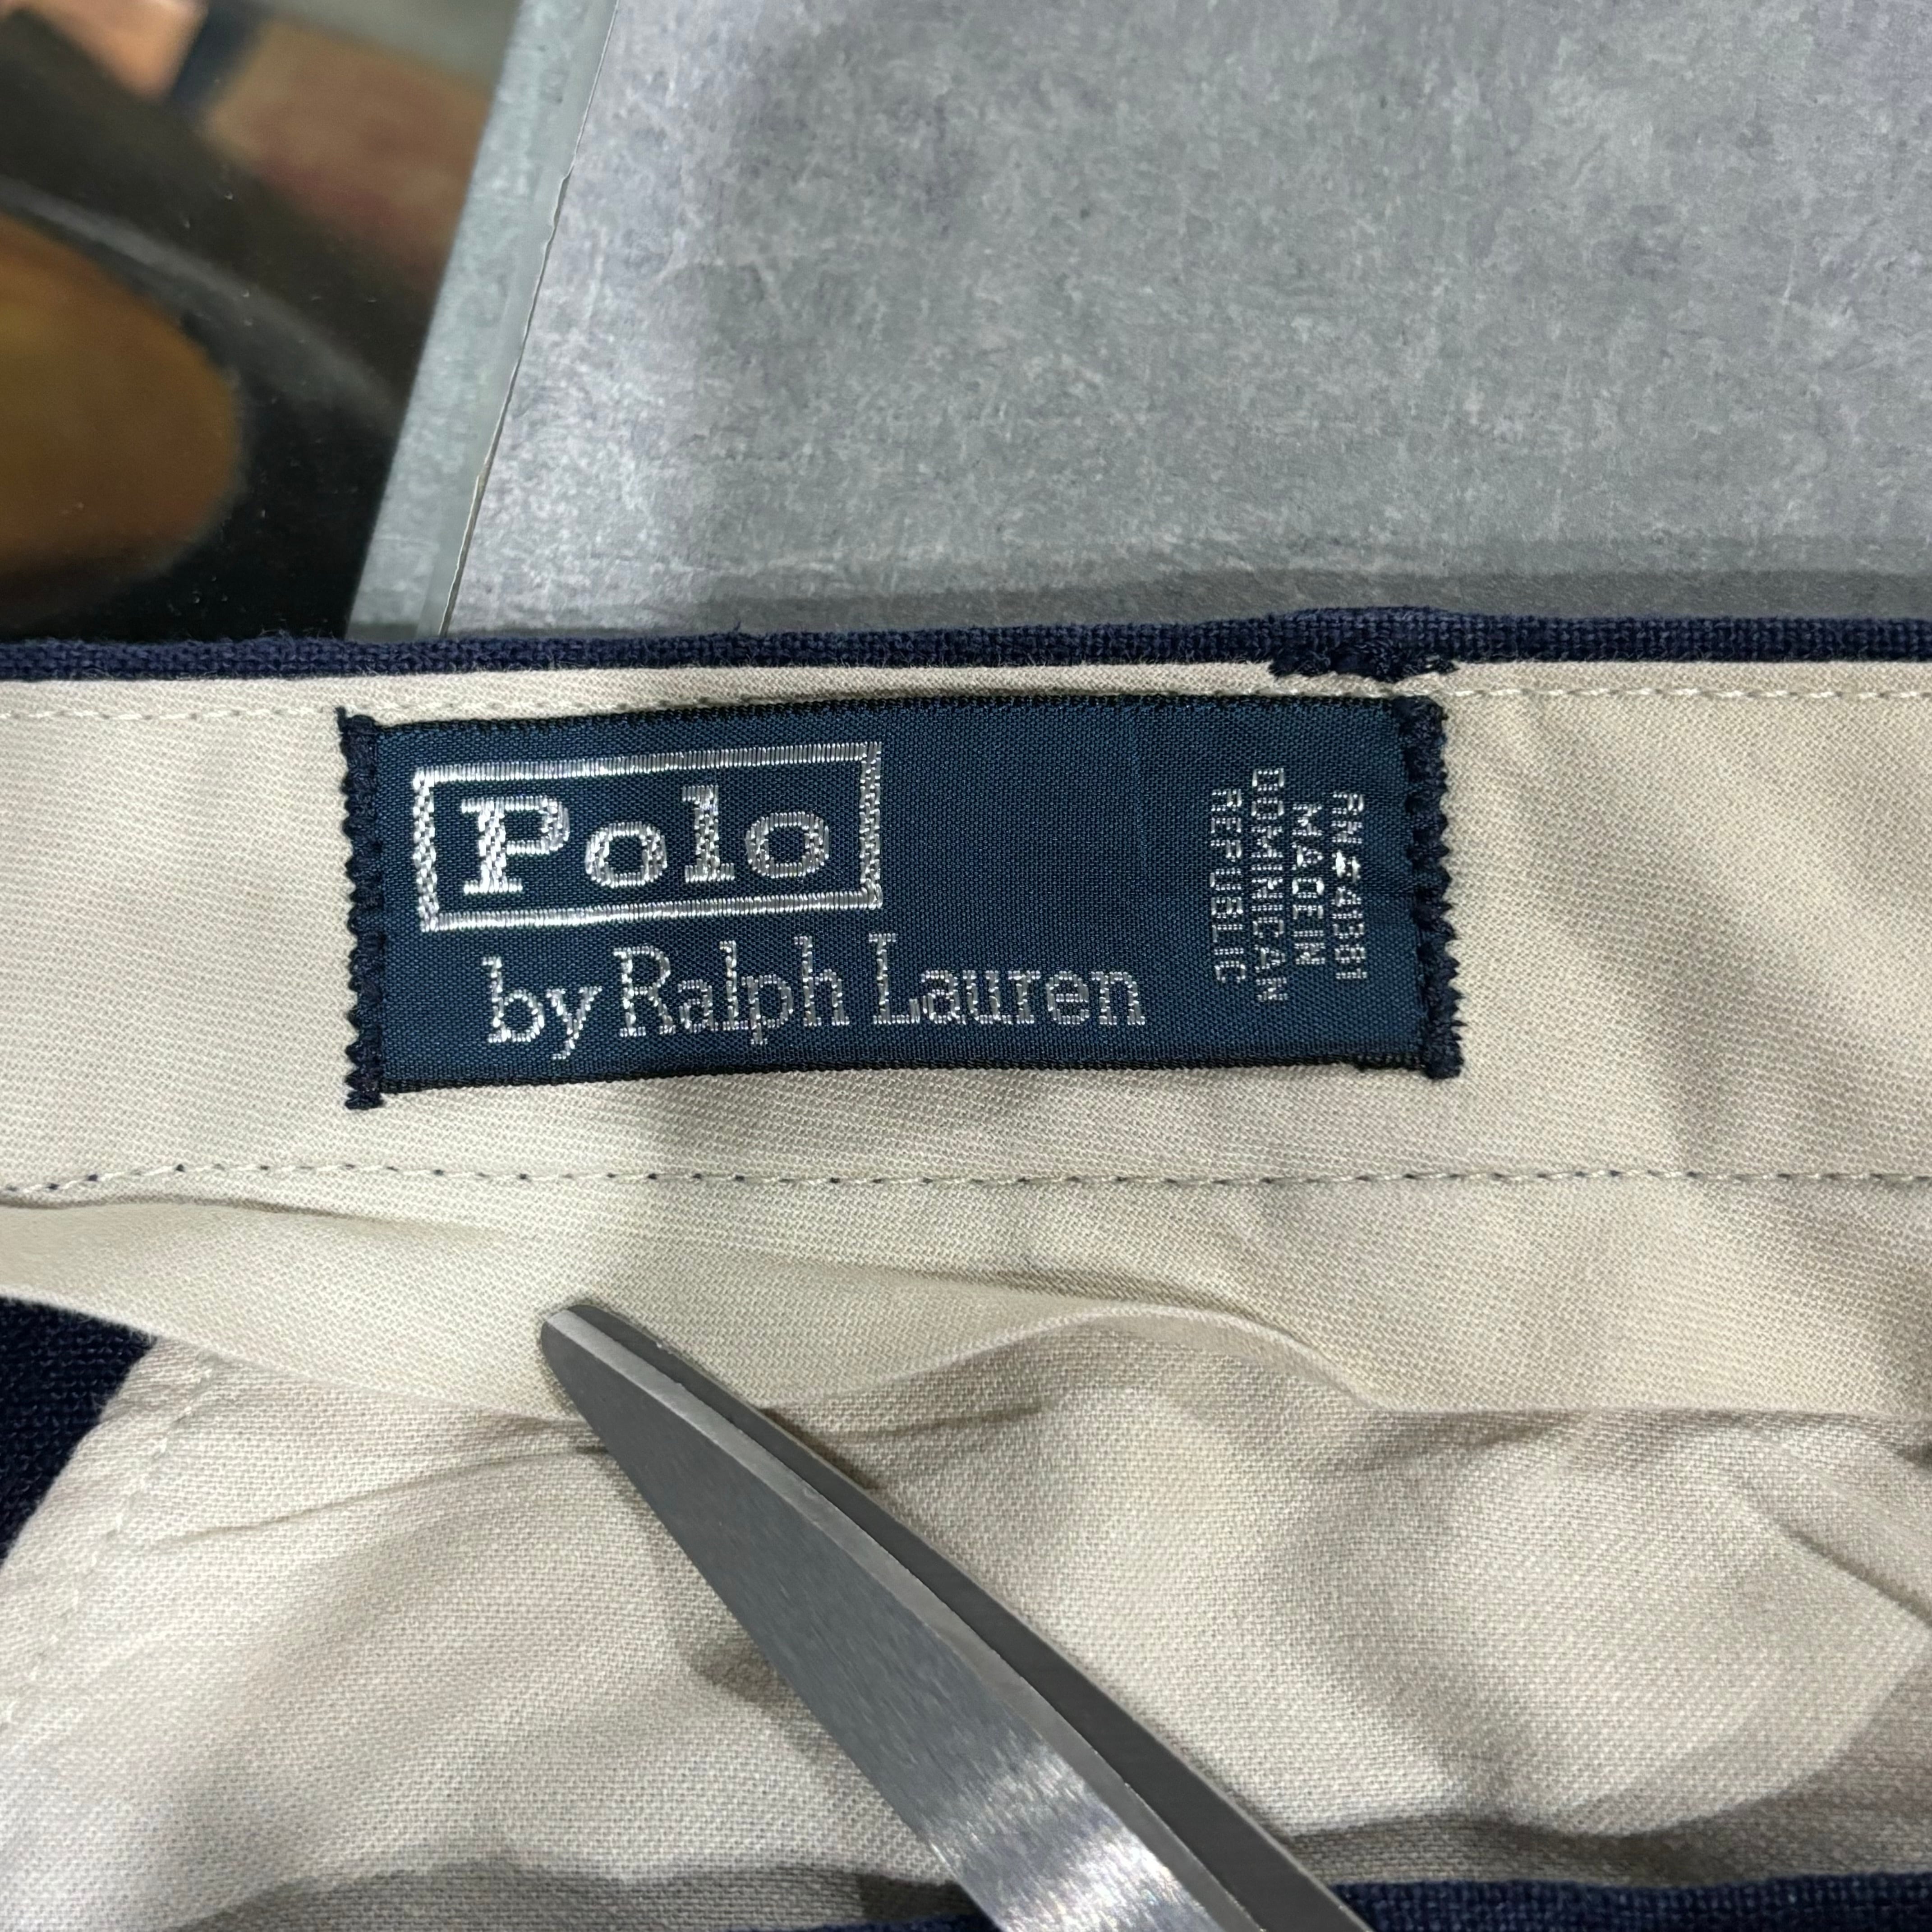 Polo
by Ralph Lauren
RN#41381
MADE IN
DOMINICAN
REPUBLIC